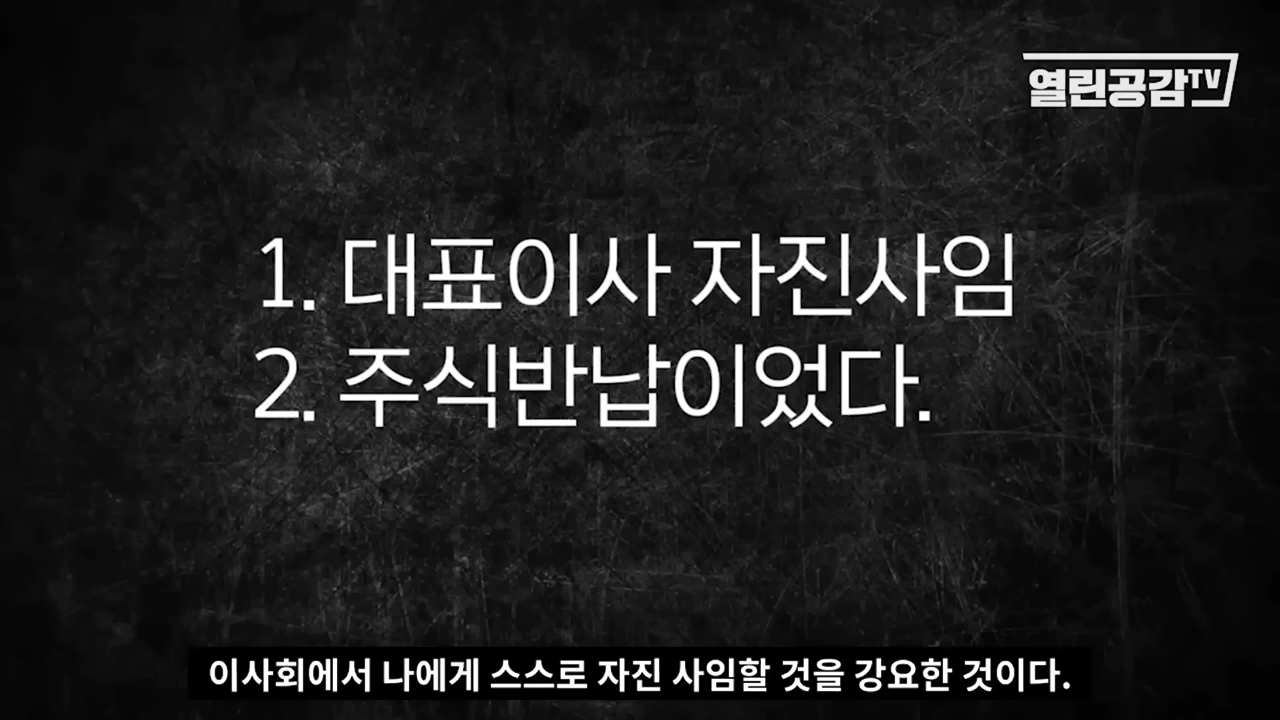 열린공감TV
1. 대표이사 자진사임
2. 주식반납이었다.
이사회에서 나에게 스스로 자진 사임할 것을 강요한 것이다.